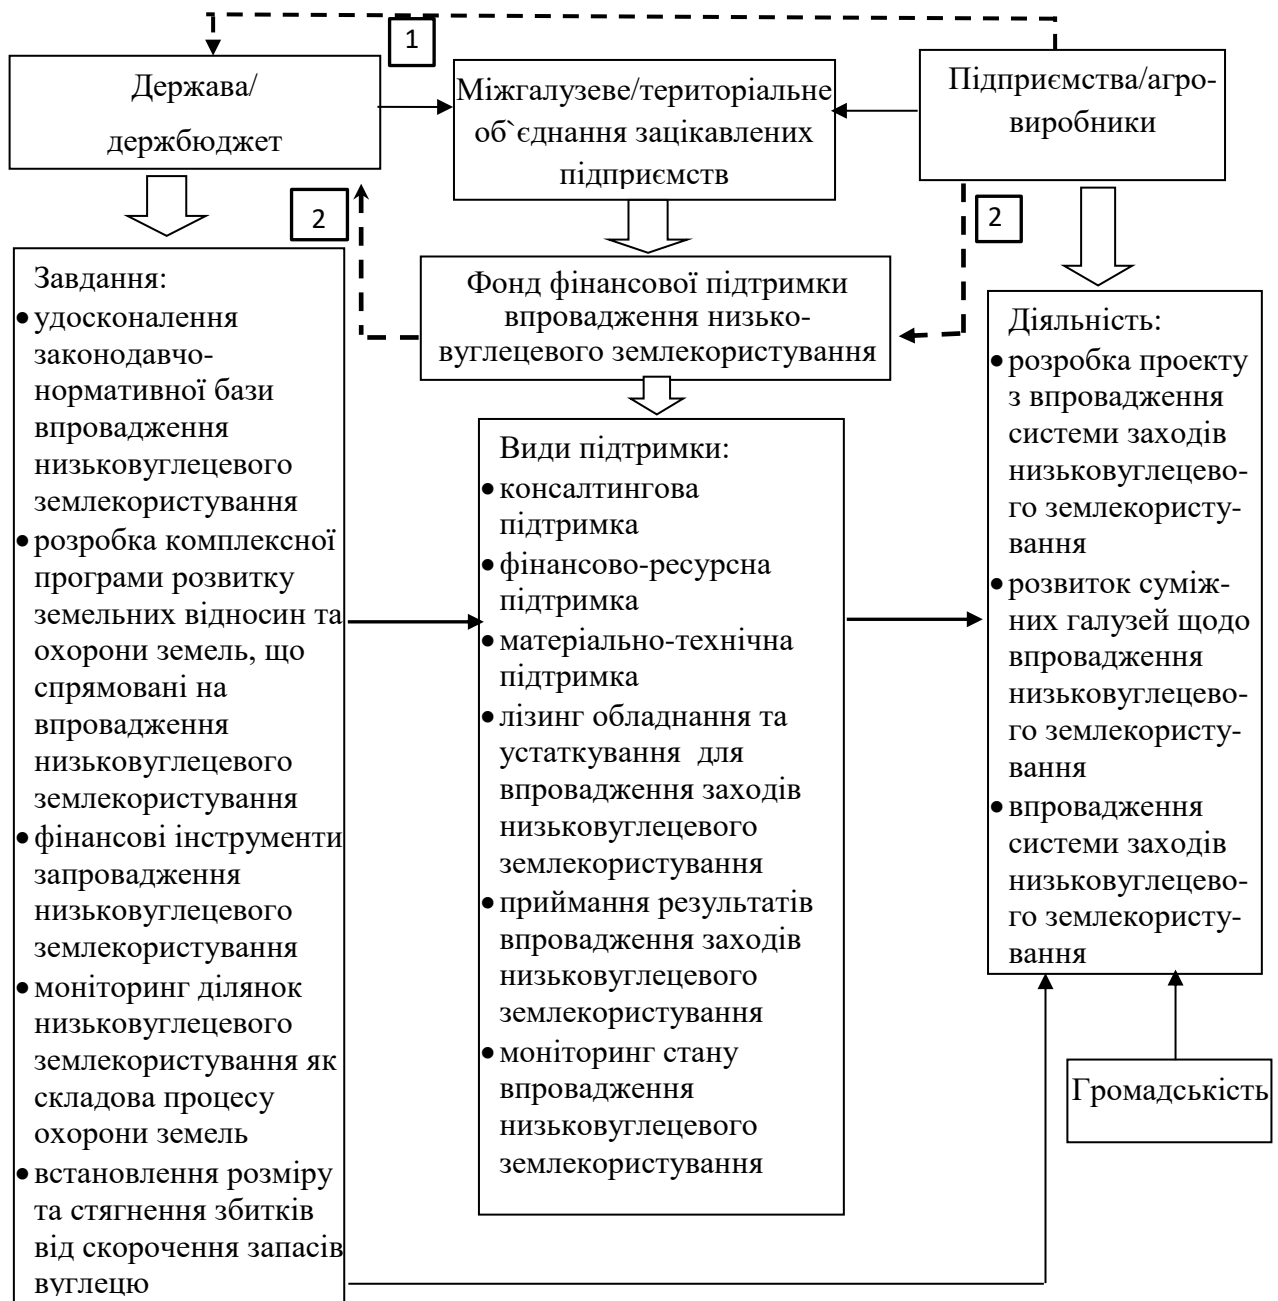 1
Держава/
держбюджет
Міжгалузеве/територіальне
об`єднання зацікавлених
підприємств
Підприємства/агро-
виробники
2
2
Фонд фінансової підтримки
впровадження низько-
вуглецевого землекористування
Завдання:
•удосконалення
законодавчо-
нормативної бази
впровадження
низьковуглецевого
землекористування
•розробка комплексної
програми розвитку
земельних відносин та
охорони земель, що
спрямовані на
впровадження
низьковуглецевого
землекористування
•фінансові інструменти
запровадження
низьковуглецевого
землекористування
•моніторинг ділянок
низьковуглецевого
землекористування як
складова процесу
охорони земель
•встановлення розміру
та стягнення збитків
від скорочення запасів
вуглецю
Види підтримки:
•консалтингова
підтримка
•фінансово-ресурсна
підтримка
•матеріально-технічна
підтримка
•лізинг обладнання та
устаткування для
впровадження заходів
низьковуглецевого
землекористування
•приймання результатів
впровадження заходів
низьковуглецевого
землекористування
•моніторинг стану
впровадження
низьковуглецевого
землекористування
Діяльність:
•розробка проекту
з впровадження
системи заходів
низьковуглецево-
го землекористу-
вання
•розвиток суміж-
них галузей щодо
впровадження
низьковуглецево-
го землекористу-
вання
•впровадження
системи заходів
низьковуглецево-
го землекористу-
вання
Громадськість